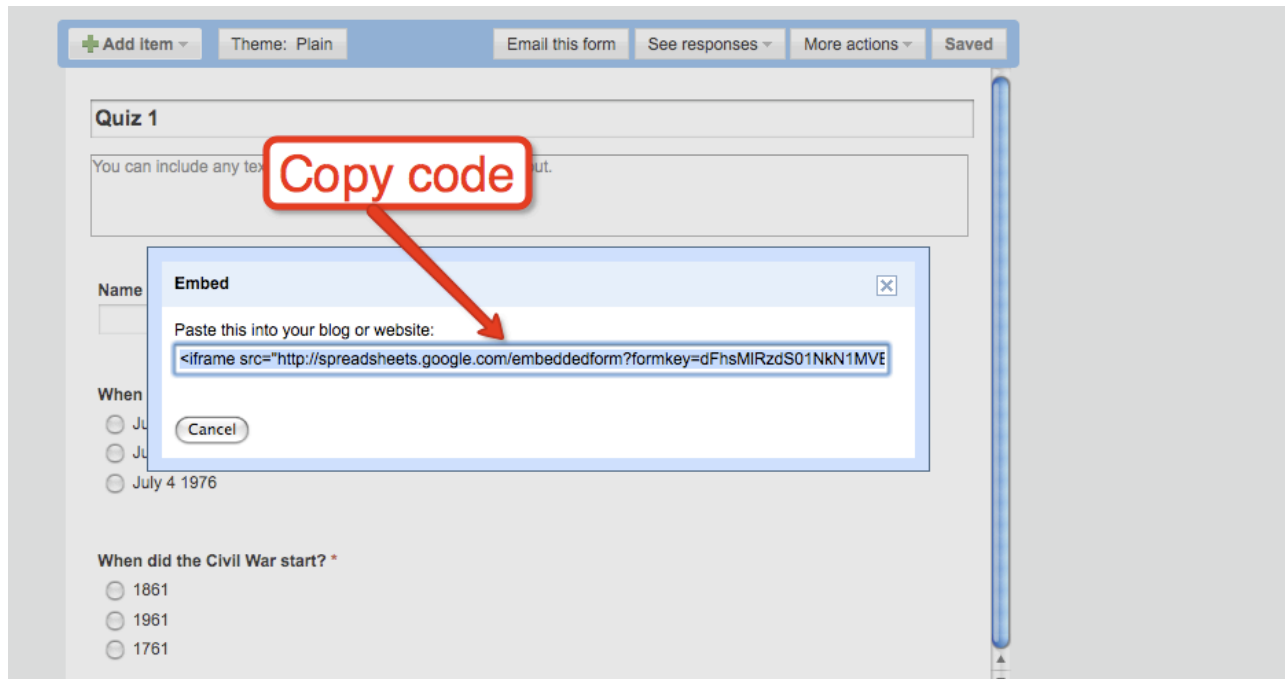 Add item Theme: Plain Email this form See responses More actions Saved
Quiz 1
You can include any out.
Copy code
Embed
Name
Paste this into your blog or website:
<iframe src="http://spreadsheets.google.com/embeddedform?formkey=dFhsMlRzdS01NkN1MVE
When
Cancel
July 4 1976
When did the Civil War start? *
1861
1961
1761